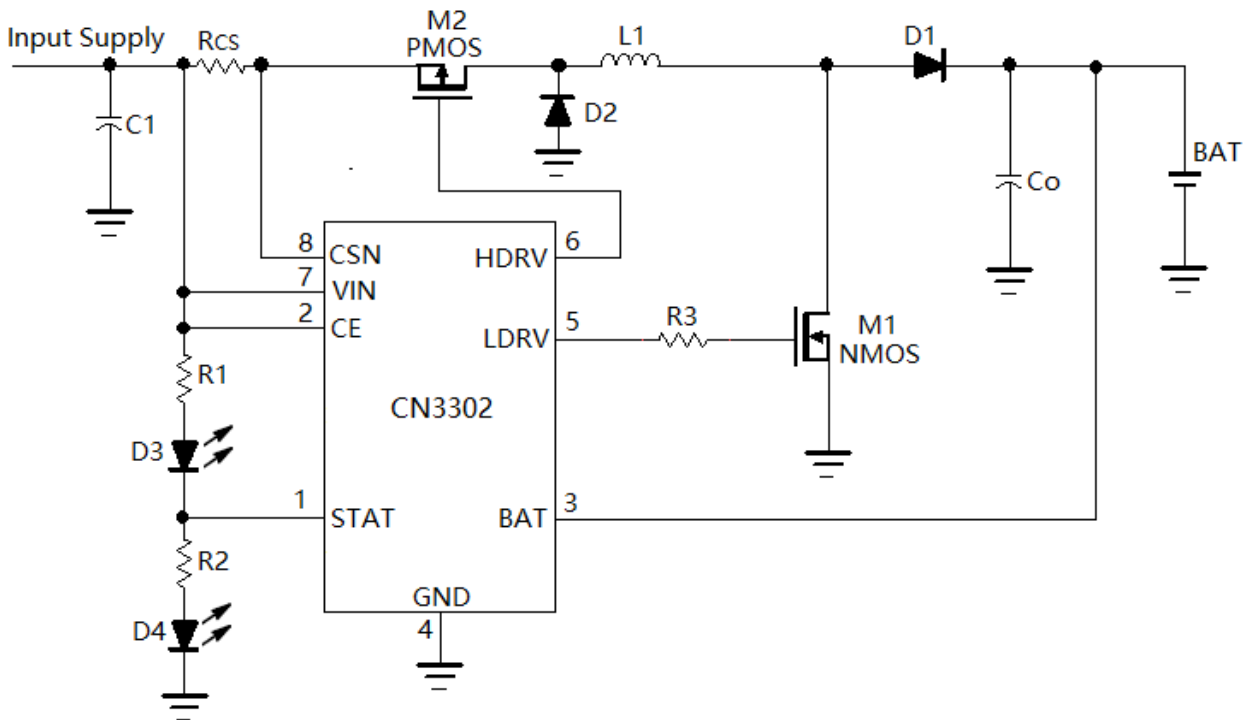 M2
PMOS
L1
D1
Input Supply
RCS
C1
D2
BAT
Co
8
CSN
6
HDRV
7
VIN
2
CE
5
LDRV
R3
M1
NMOS
R1
CN3302
D3
1
STAT
3
BAT
R2
GND
4
D4